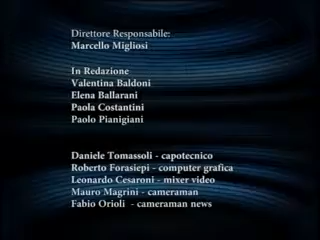 Direttore Responsabile:
Marcello Migliosi
In Redazione
Valentina Baldoni
Elena Ballarani
Paola Costantini
Paolo Pianigiani
Daniele Tomassoli - capotecnico
Roberto Forasiepi - computer grafica
Leonardo Cesaroni - mixer video
Mauro Magrini - cameraman
Fabio Orioli - cameraman news